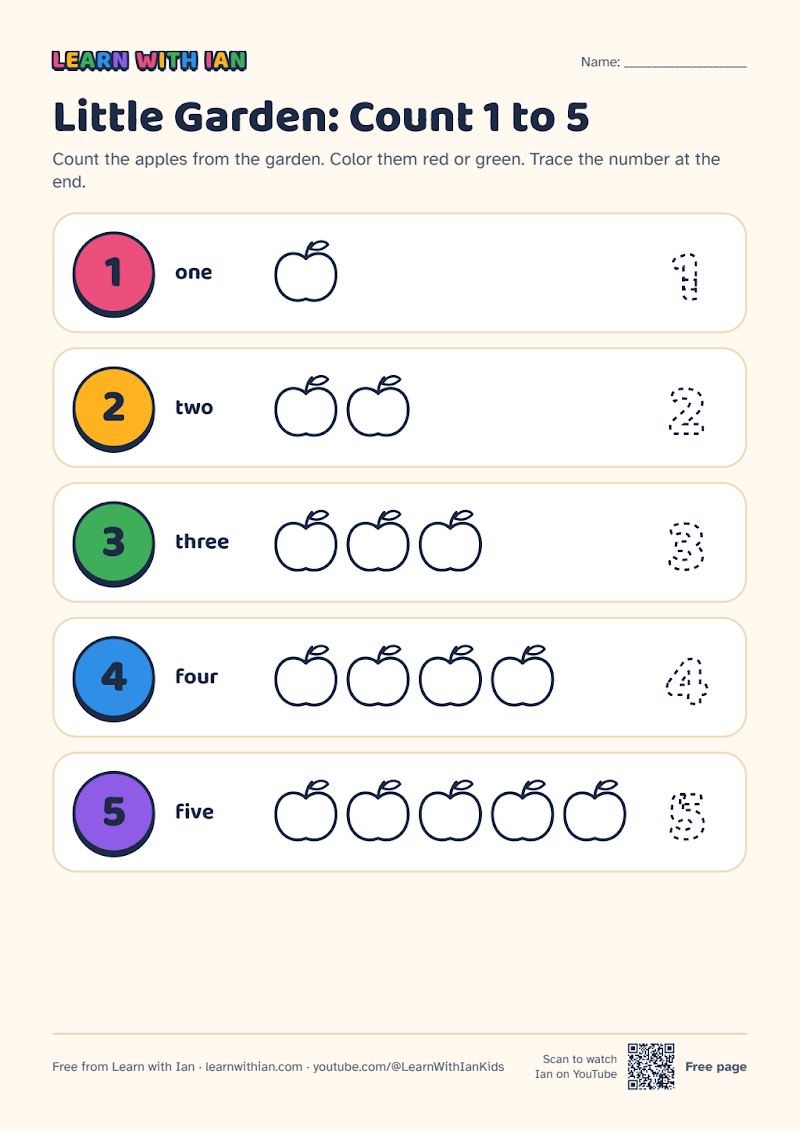 LEARN WITH IAN
Name: ____________________
Little Garden: Count 1 to 5
Count the apples from the garden. Color them red or green. Trace the number at the
end.
1 one 1
2 two 2
3 three 3
4 four 4
5 five 5
Free from Learn with Ian · learnwithian.com · youtube.com/@LearnWithIanKids
Scan to watch
Ian on YouTube
Free page